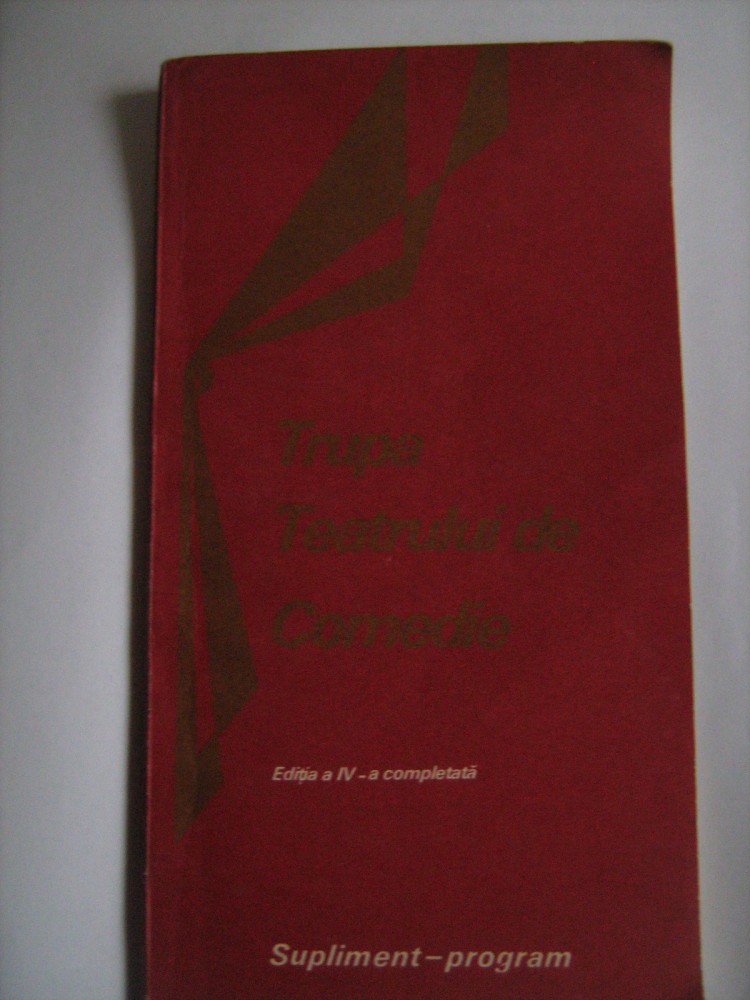 Trupa
Teatrului de
Comedie
Ediția a IV-a completată
Supliment-program